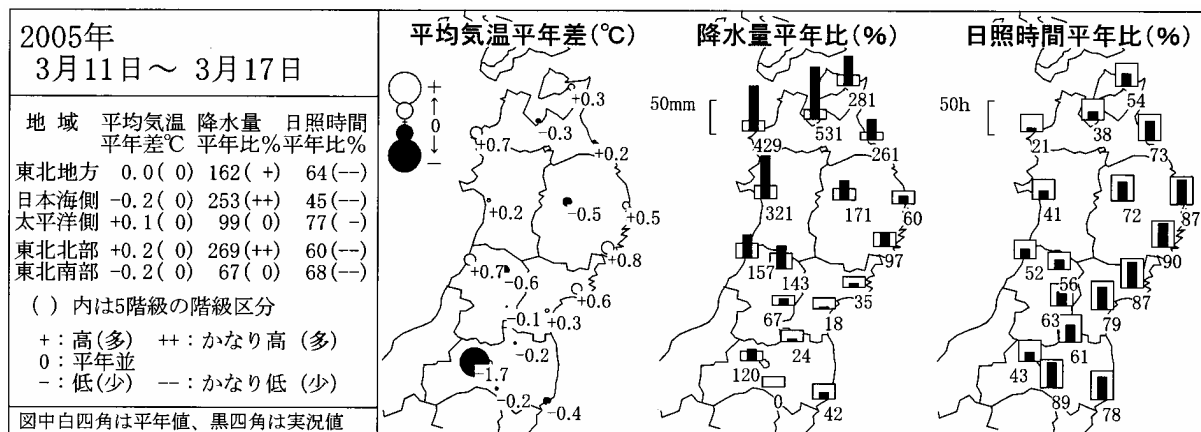 2005年
3月11日～ 3月17日
地 域 平均気温 降水量 日照時間
平年差℃ 平年比% 平年比%
東北地方 0.0( 0) 162( +) 64(--)
日本海側 -0.2( 0) 253(++) 45(--)
太平洋側 +0.1( 0) 99( 0) 77( -)
東北北部 +0.2( 0) 269(++) 60(--)
東北南部 -0.2( 0) 67( 0) 68(--)
( ) 内は5階級の階級区分
+：高(多) ++：かなり高 (多)
0：平年並
-：低(少) --：かなり低 (少)
図中白四角は平年値、黒四角は実況値
平均気温平年差(℃)
+
↑
0
↓
-
+0.3
-0.3
+0.7
+0.2
+0.2
-0.5
+0.5
+0.8
+0.7
-0.6
+0.6
-0.1
+0.3
-0.2
-1.7
-0.2
-0.4
降水量平年比(%)
50mm
281
531
429
261
321
171
60
97
157
143
35
67
18
24
120
0
42
日照時間平年比(%)
50h
54
38
21
73
41
72
87
90
52
56
87
63
79
61
43
89
78